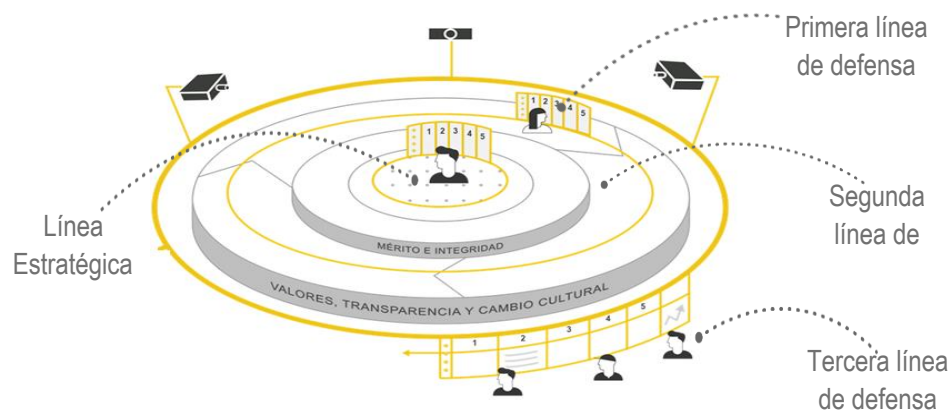 Primera línea
de defensa
1 2 3 4 5
1 2 3 4 5
Línea
Estratégica
Segunda
línea de
MÉRITO E INTEGRIDAD
VALORES, TRANSPARENCIA Y CAMBIO CULTURAL
1 2 3 4 5
Tercera línea
de defensa